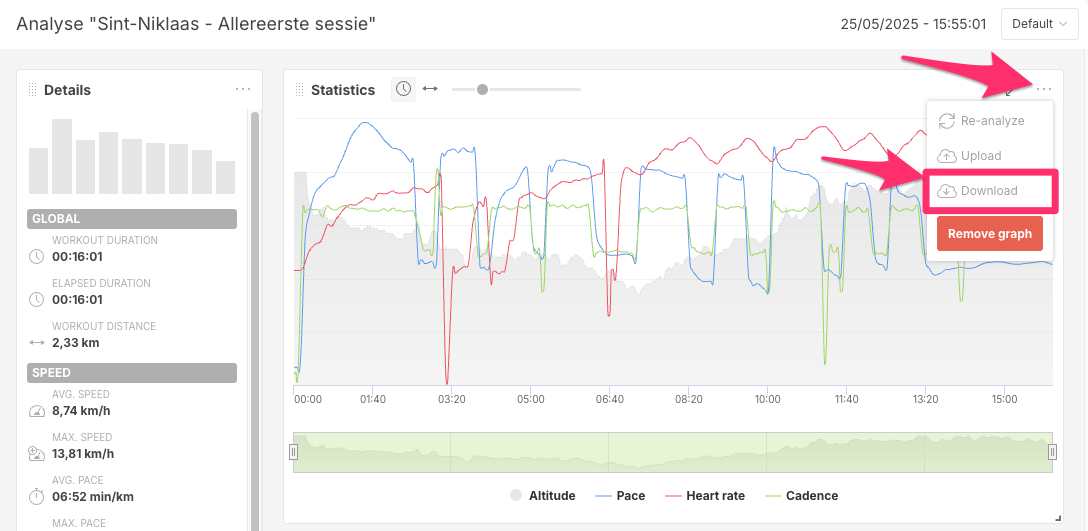 Analyse "Sint-Niklaas - Allereerste sessie"
25/05/2025 - 15:55:01
Default
Details
GLOBAL
WORKOUT DURATION
00:16:01
ELAPSED DURATION
00:16:01
WORKOUT DISTANCE
2,33 km
SPEED
AVG. SPEED
8,74 km/h
MAX. SPEED
13,81 km/h
AVG. PACE
06:52 min/km
MAX. PACE
Statistics
Re-analyze
Upload
Download
Remove graph
00:00 01:40 03:20 05:00 06:40 08:20 10:00 11:40 13:20 15:00
Altitude Pace Heart rate Cadence